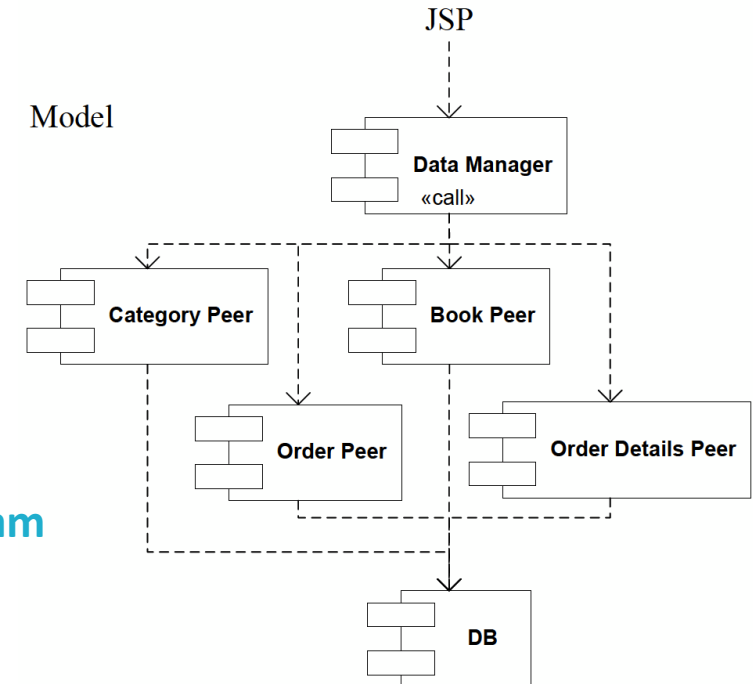 JSP
Model
Data Manager
«call»
Category Peer
Book Peer
Order Peer
Order Details Peer
DB